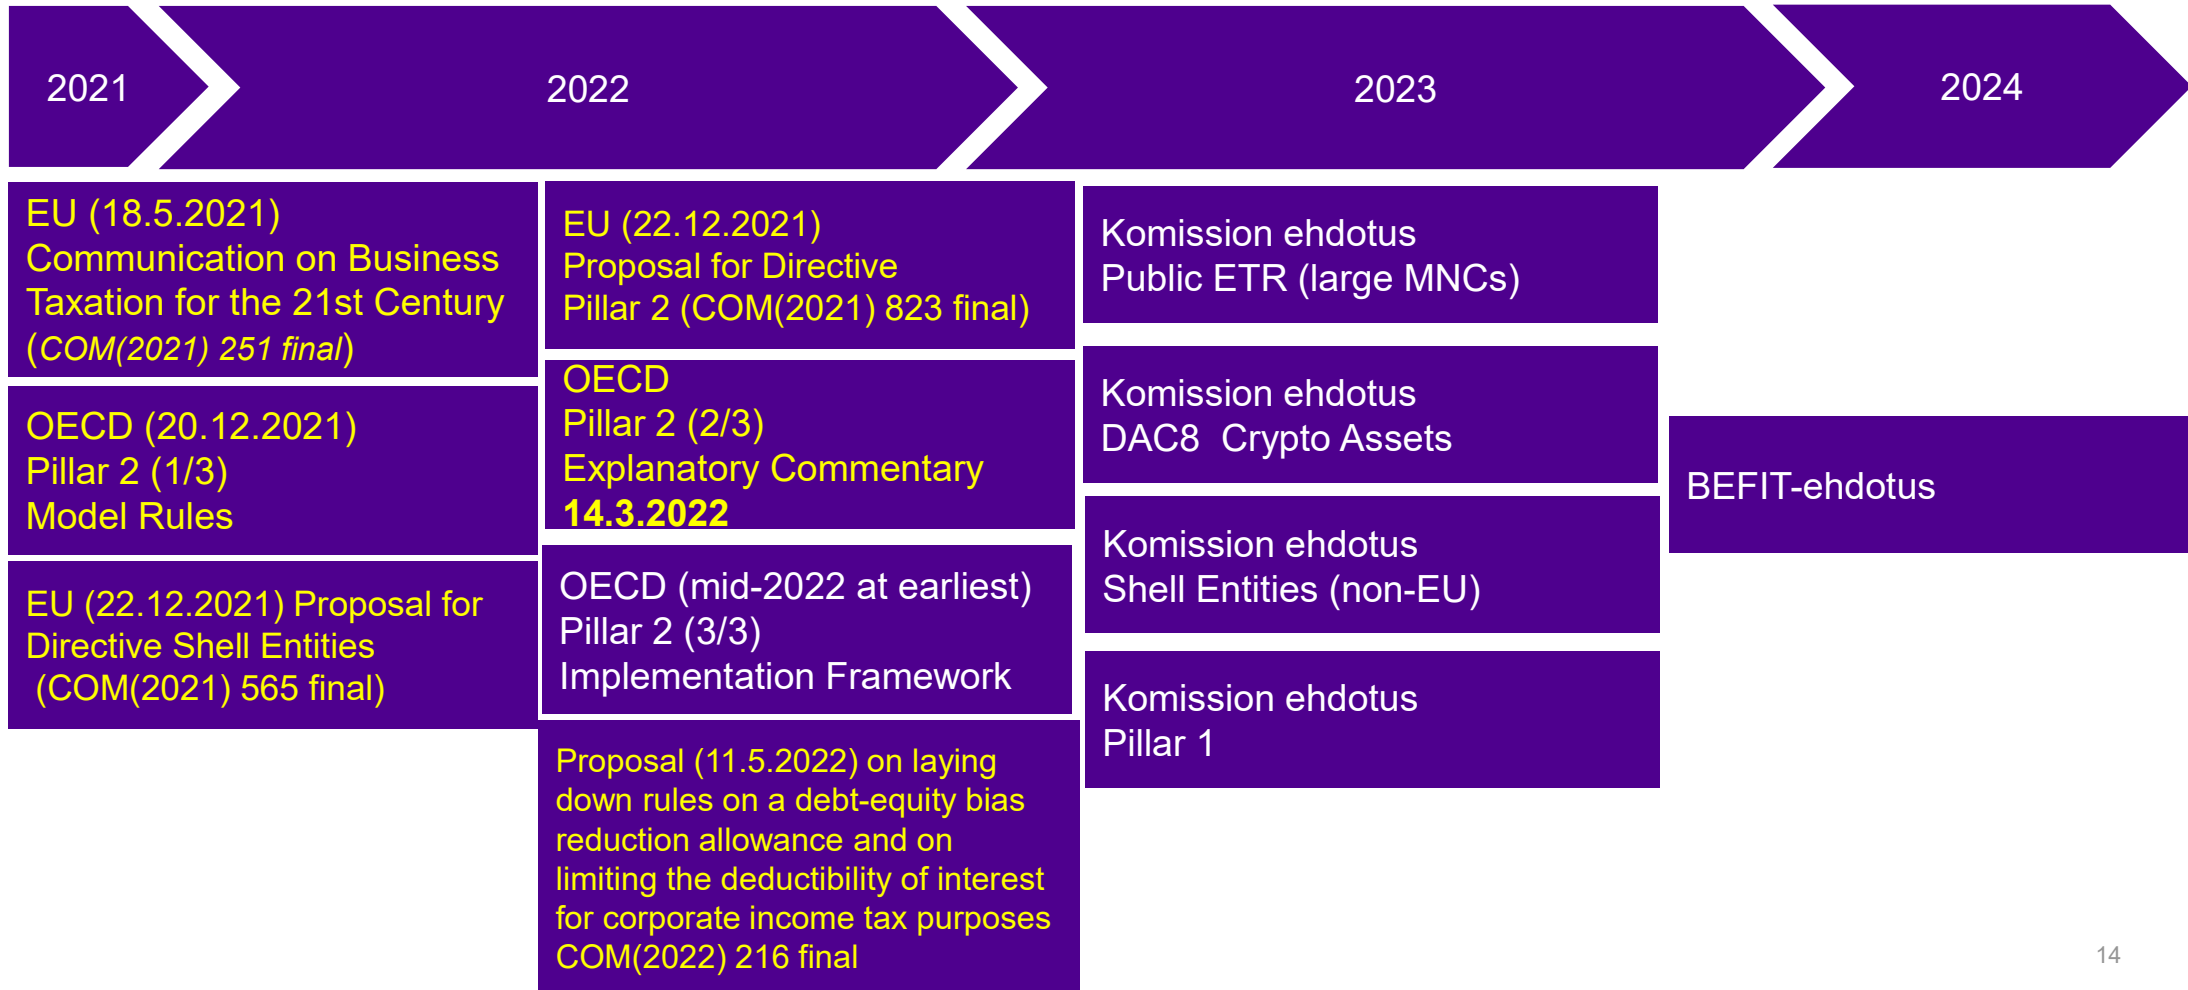 2021
2022
2023
2024
EU (18.5.2021)
Communication on Business
Taxation for the 21st Century
(COM(2021) 251 final)
OECD (20.12.2021)
Pillar 2 (1/3)
Model Rules
EU (22.12.2021) Proposal for
Directive Shell Entities
(COM(2021) 565 final)
EU (22.12.2021)
Proposal for Directive
Pillar 2 (COM(2021) 823 final)
OECD
Pillar 2 (2/3)
Explanatory Commentary
14.3.2022
OECD (mid-2022 at earliest)
Pillar 2 (3/3)
Implementation Framework
Proposal (11.5.2022) on laying
down rules on a debt-equity bias
reduction allowance and on
limiting the deductibility of interest
for corporate income tax purposes
COM(2022) 216 final
Komission ehdotus
Public ETR (large MNCs)
Komission ehdotus
DAC8  Crypto Assets
Komission ehdotus
Shell Entities (non-EU)
Komission ehdotus
Pillar 1
BEFIT-ehdotus
14